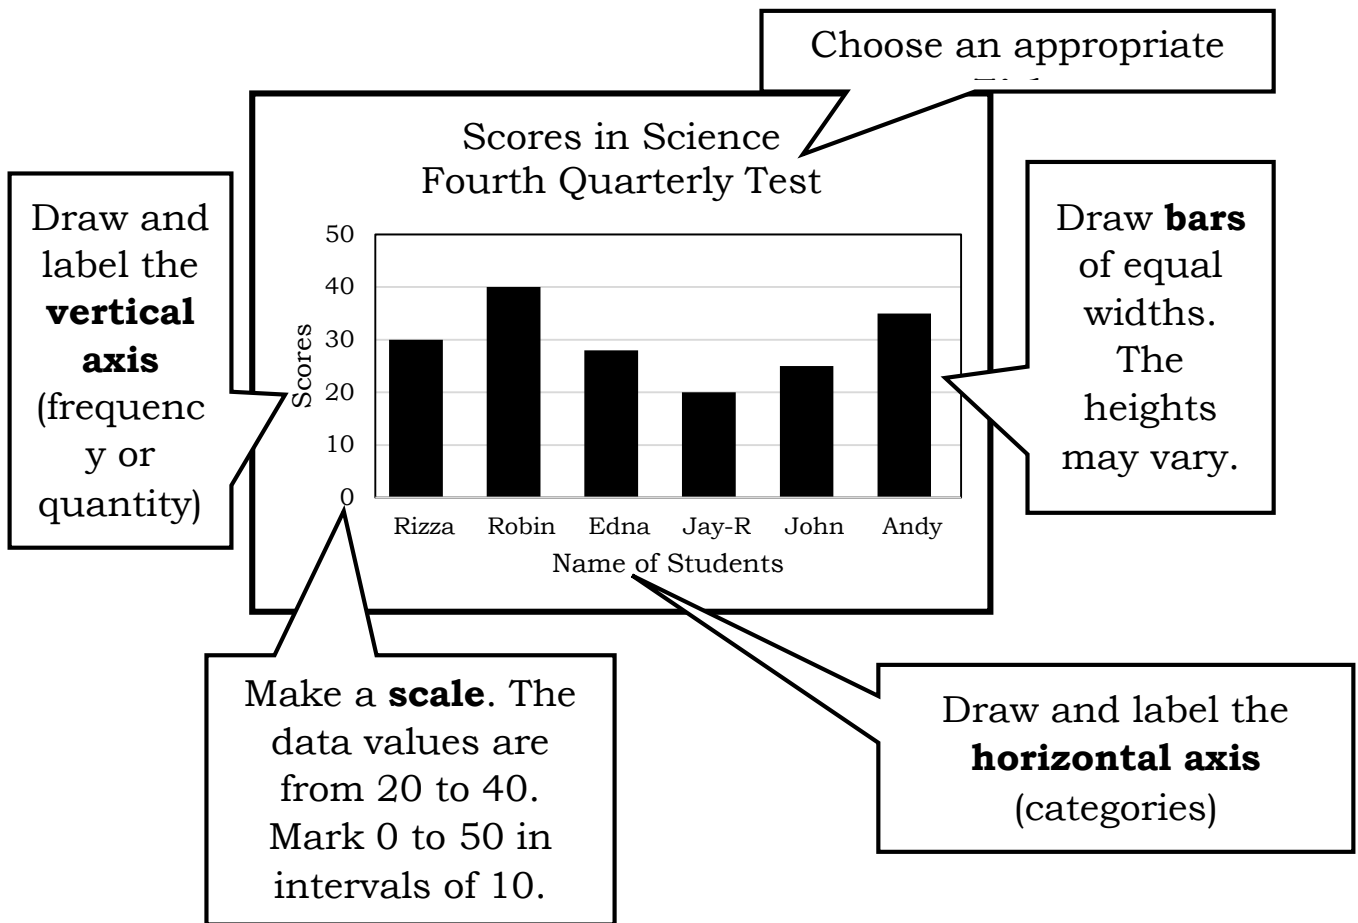 Choose an appropriate
Scores in Science
Fourth Quarterly Test
Draw and
label the
vertical
axis
(frequenc
y or
quantity)
50
40
30
20
10
0
Scores
Rizza Robin Edna Jay-R John Andy
Name of Students
Draw bars
of equal
widths.
The
heights
may vary.
Make a scale. The
data values are
from 20 to 40.
Mark 0 to 50 in
intervals of 10.
Draw and label the
horizontal axis
(categories)